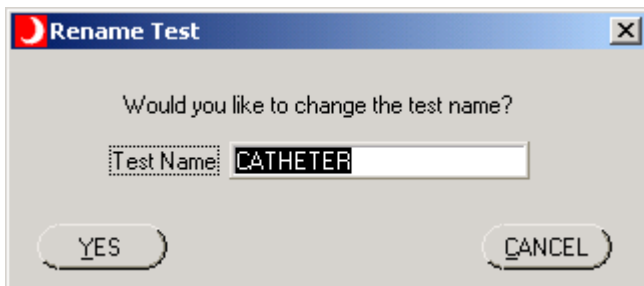 Rename Test
Would you like to change the test name?
Test Name CATHETER
YES CANCEL